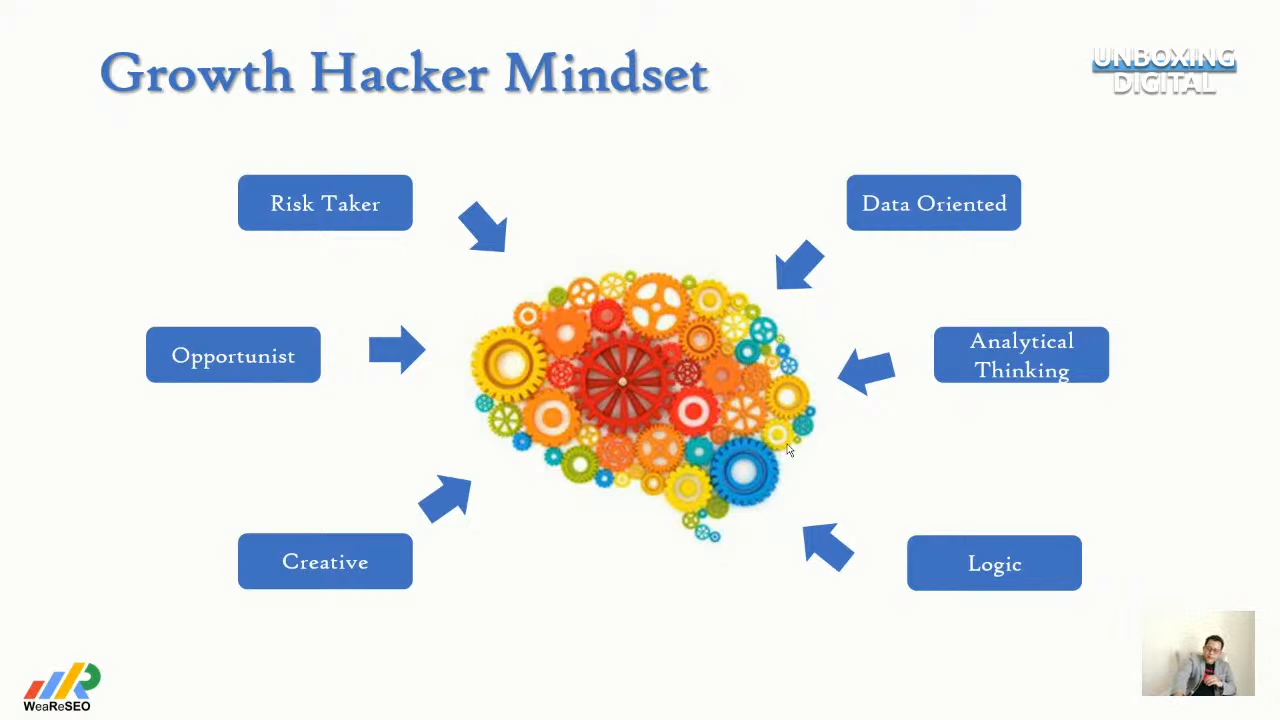 Growth Hacker Mindset
UNBOXING
DIGITAL
Risk Taker
Data Oriented
Opportunist
Analytical
Thinking
Creative
Logic
WeaReSEO